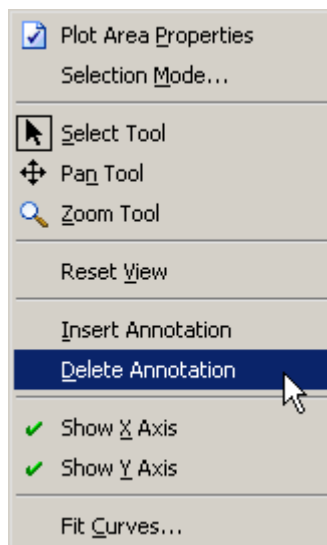 Plot Area Properties
Selection Mode...
Select Tool
Pan Tool
Zoom Tool
Reset View
Insert Annotation
Delete Annotation
Show X Axis
Show Y Axis
Fit Curves...